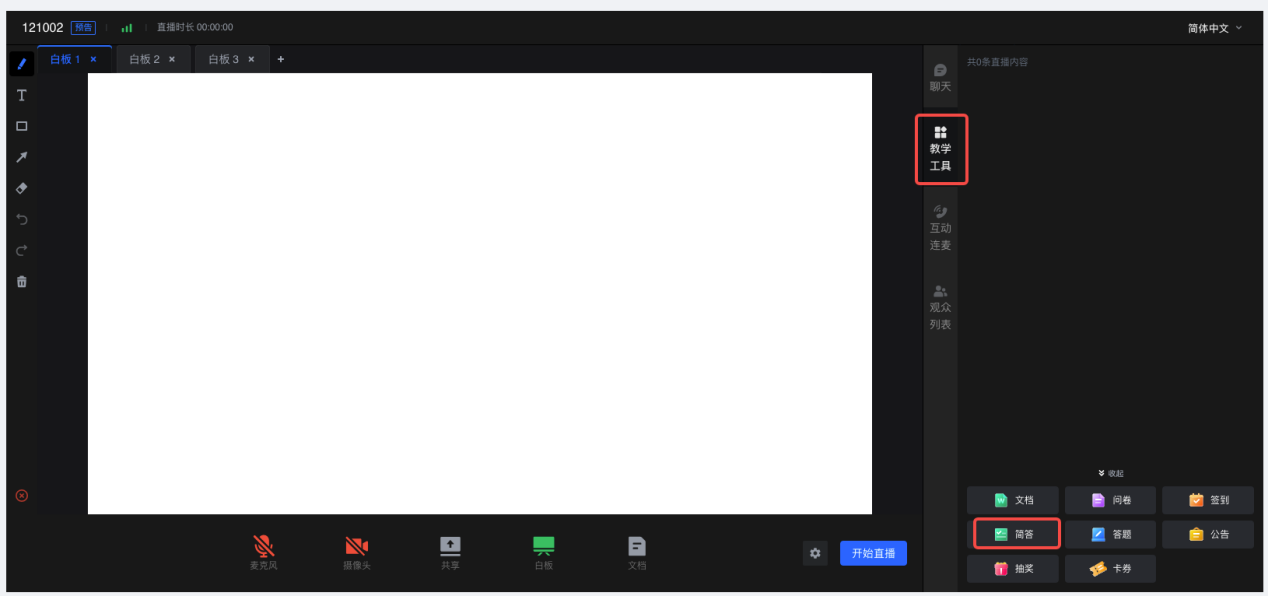 121002 预告 直播时长 00:00:00 简体中文
白板 1 × 白板 2 × 白板 3 × +
T
共0条直播内容
聊天
教学
工具
互动
连麦
观众
列表
收起
文档 问卷 签到
简答 答题 公告
抽奖 卡券
麦克风 摄像头 共享 白板 文档
开始直播